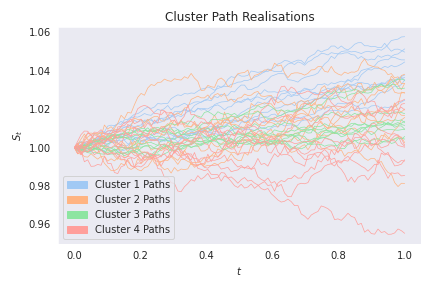 Cluster Path Realisations
1.06
1.04
1.02
1.00
0.98
0.96
S_t
Cluster 1 Paths
Cluster 2 Paths
Cluster 3 Paths
Cluster 4 Paths
0.0 0.2 0.4 0.6 0.8 1.0
t